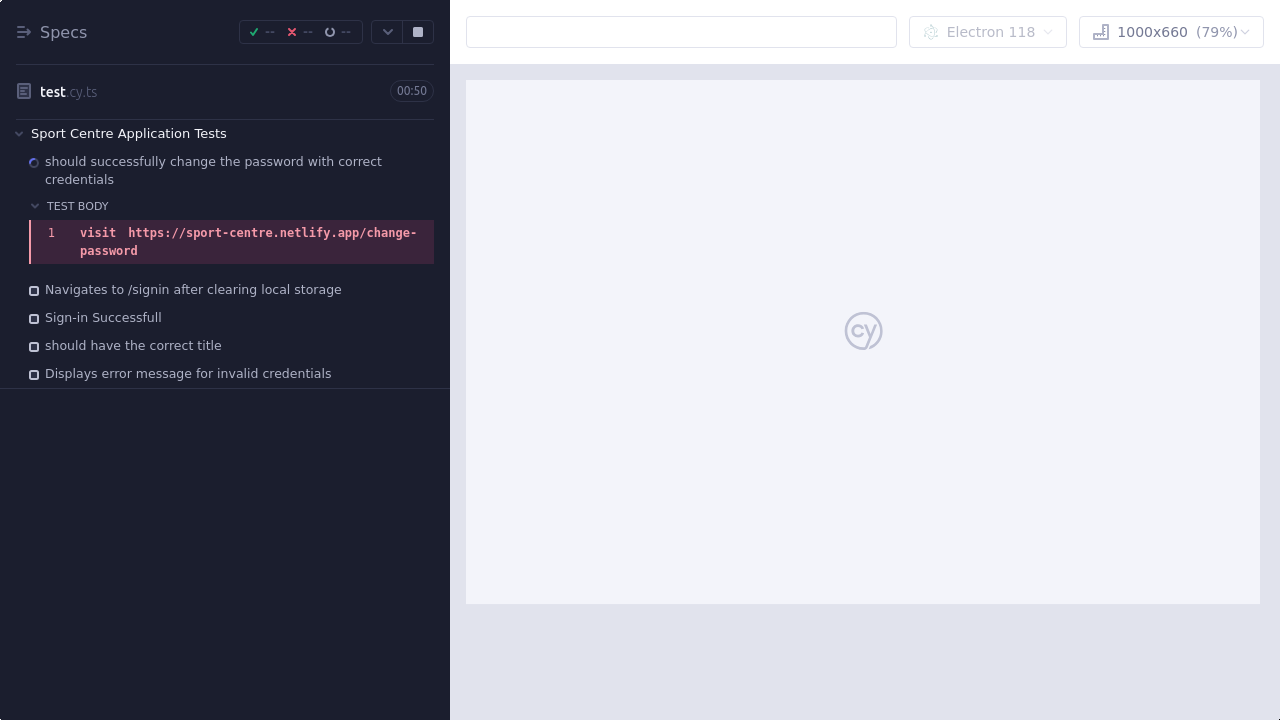 Specs
--
--
--
test.cy.ts
00:50
Sport Centre Application Tests
should successfully change the password with correct
credentials
TEST BODY
1 visit https://sport-centre.netlify.app/change-
password
Navigates to /signin after clearing local storage
Sign-in Successfull
should have the correct title
Displays error message for invalid credentials
Electron 118
1000x660 (79%)
cy